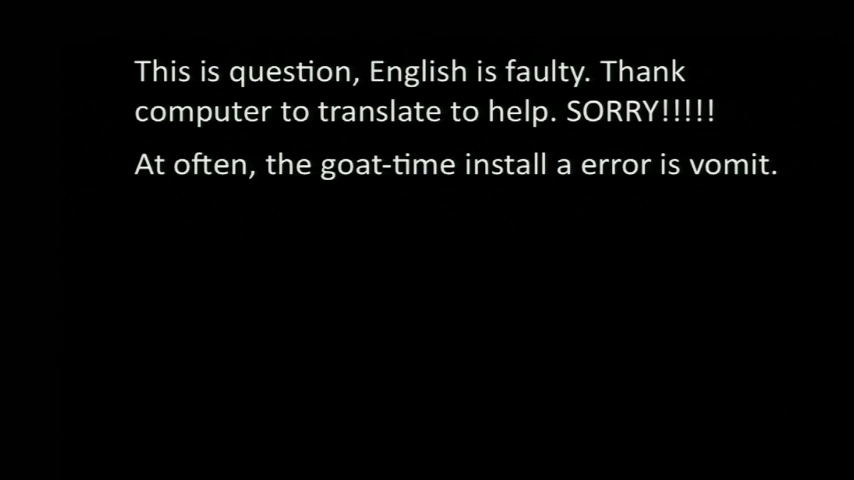 This is question, English is faulty. Thank
computer to translate to help. SORRY!!!!!
At often, the goat-time install a error is vomit.